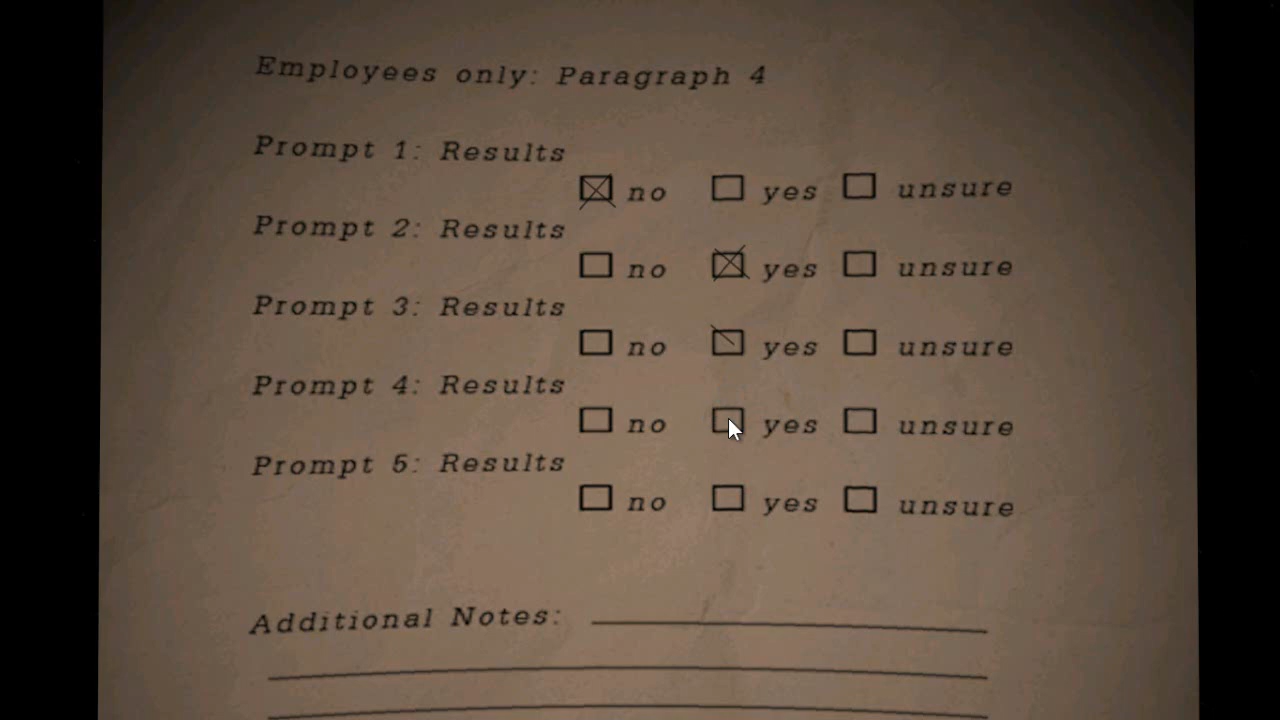 Employees only: Paragraph 4
Prompt 1: Results
no yes unsure
Prompt 2: Results
no yes unsure
Prompt 3: Results
no yes unsure
Prompt 4: Results
no yes unsure
Prompt 5: Results
no yes unsure
Additional Notes: